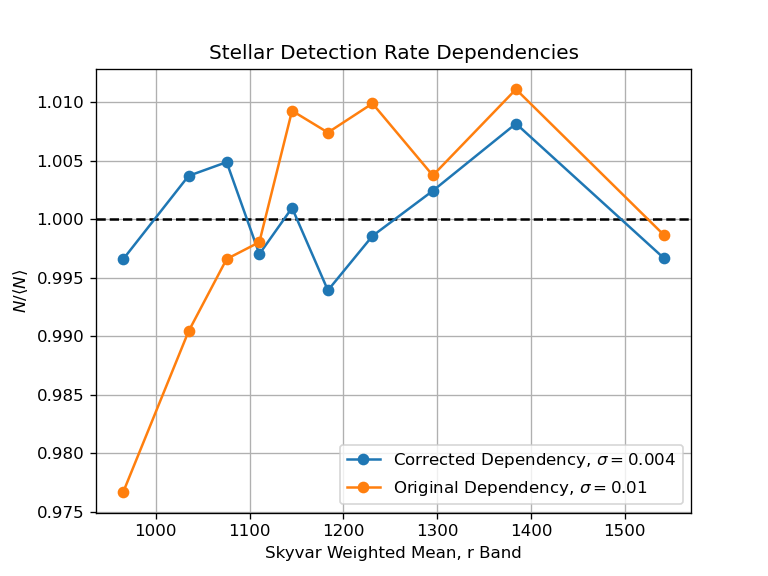 Stellar Detection Rate Dependencies
1.010
1.005
1.000
0.995
0.990
0.985
0.980
0.975
N/⟨N⟩
Corrected Dependency, σ = 0.004
Original Dependency, σ = 0.01
1000 1100 1200 1300 1400 1500
Skyvar Weighted Mean, r Band